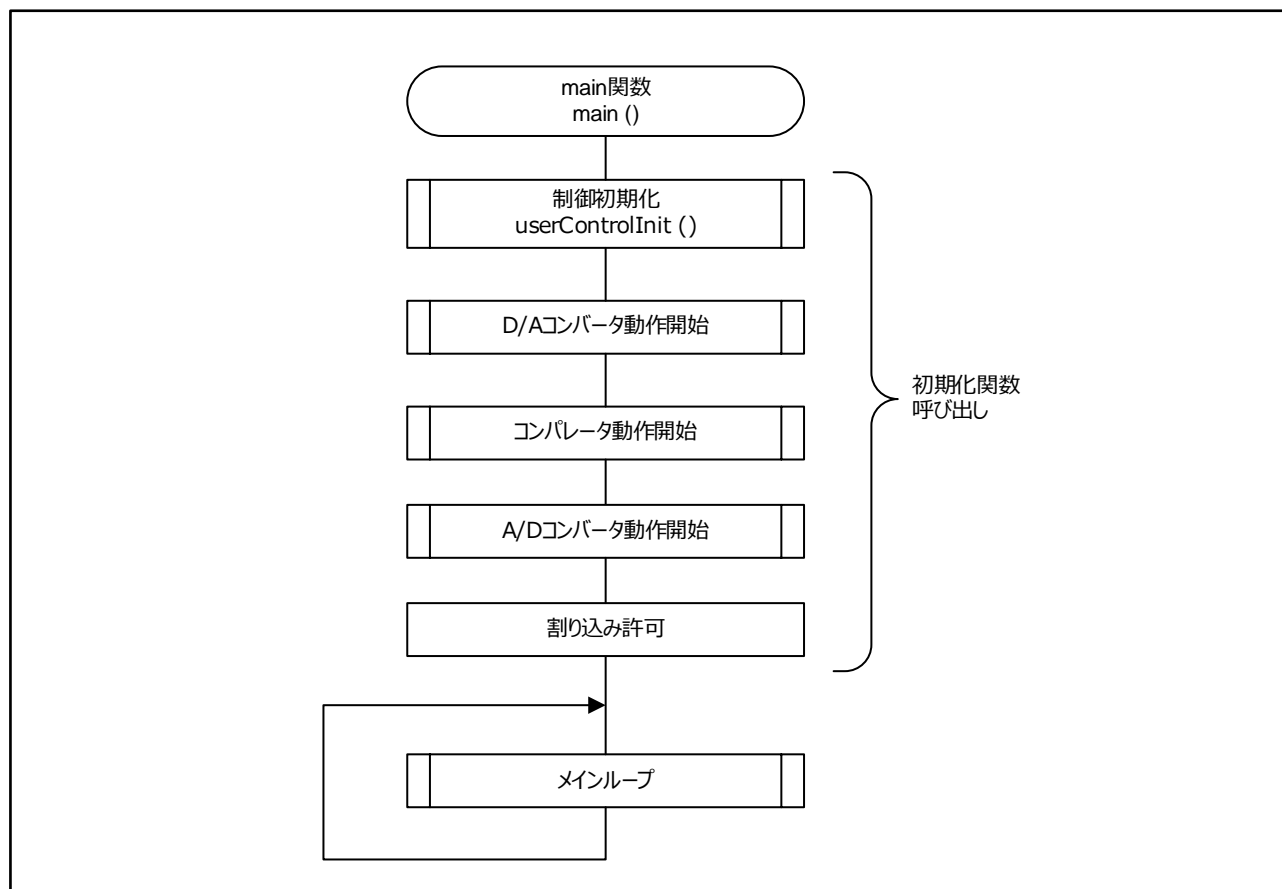 main関数
main ()
制御初期化
userControlInit ()
D/Aコンバータ動作開始
コンパレータ動作開始
A/Dコンバータ動作開始
割り込み許可
初期化関数
呼び出し
メインループ